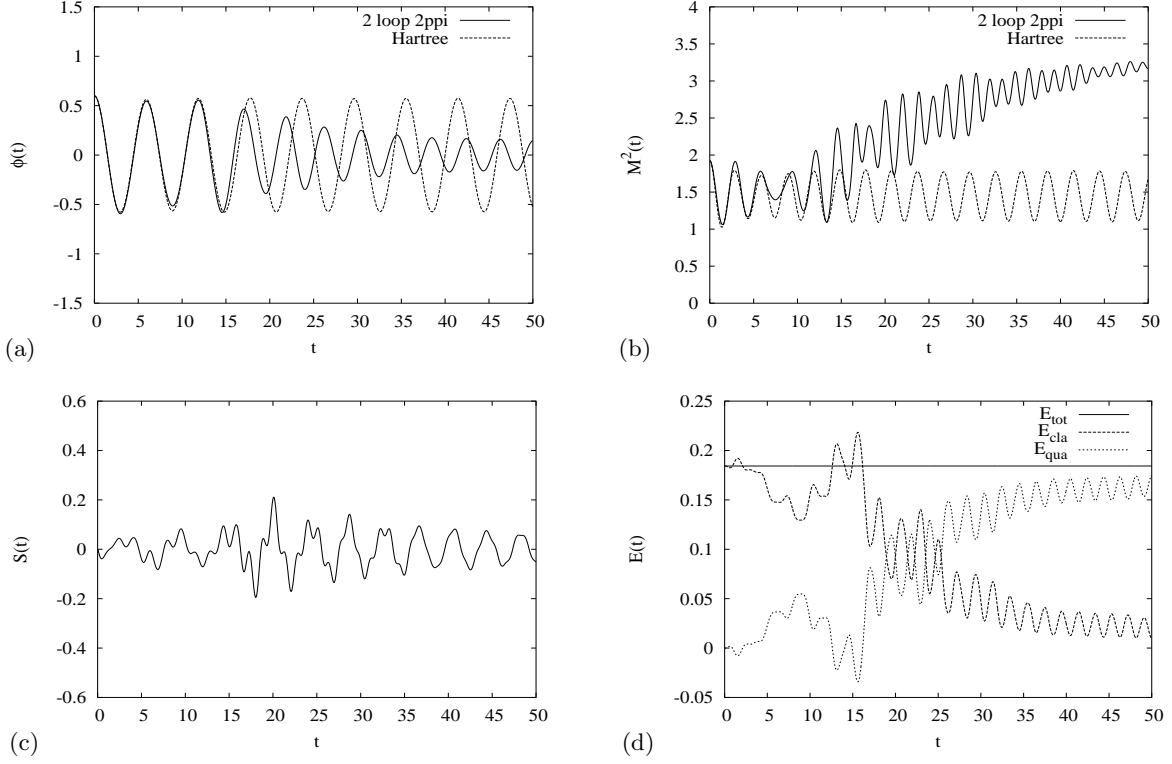 1.5
1
0.5
0
-0.5
-1
-1.5
ϕ(t)
2 loop 2ppi
Hartree
0 5 10 15 20 25 30 35 40 45 50
t
(a)
4
3.5
3
2.5
2
1.5
1
0.5
0
M²(t)
2 loop 2ppi
Hartree
0 5 10 15 20 25 30 35 40 45 50
t
(b)
0.6
0.4
0.2
0
-0.2
-0.4
-0.6
S(t)
0 5 10 15 20 25 30 35 40 45 50
t
(c)
0.25
0.2
0.15
0.1
0.05
0
-0.05
E(t)
E_tot
E_cla
E_qua
0 5 10 15 20 25 30 35 40 45 50
t
(d)